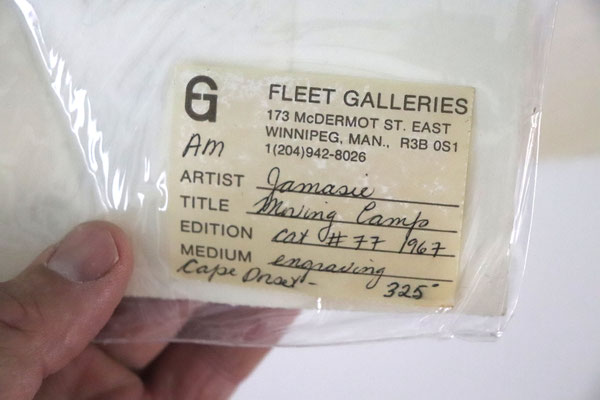 FG
FLEET GALLERIES
173 McDERMOT ST. EAST
WINNIPEG, MAN., R3B 0S1
1(204)942-8026
Am
ARTIST Jamasie
TITLE Moving Camp
EDITION cat #77 1967
MEDIUM engraving
Cape Dorset- 325-